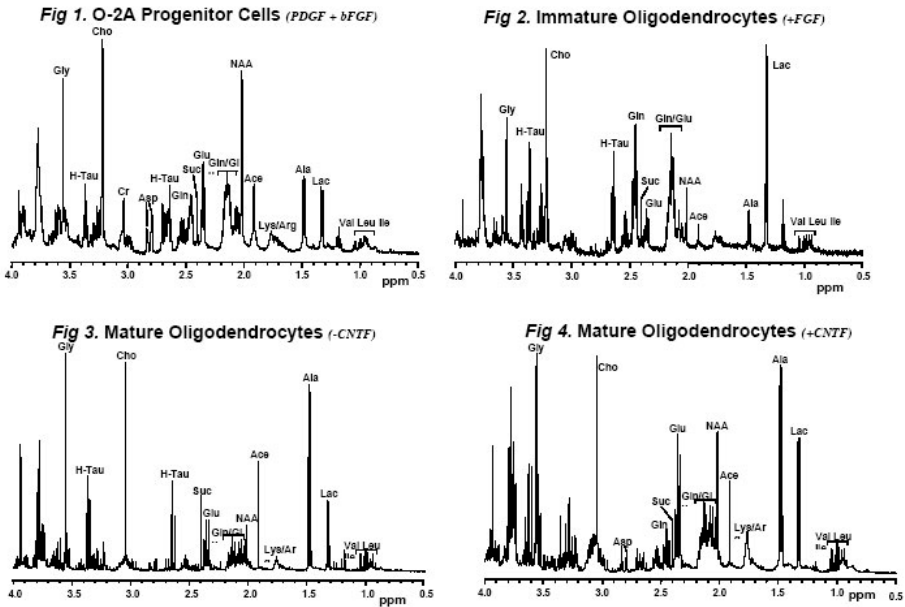 Fig 1. O-2A Progenitor Cells (PDGF + bFGF)
Cho
Gly
NAA
H-Tau
Cr
Asp
H-Tau
Gln
Suc
Glu
Gln/Gl
Ace
Lys/Arg
Ala
Lac
Val Leu Ile
4.0 3.5 3.0 2.5 2.0 1.5 1.0 0.5
ppm
Fig 2. Immature Oligodendrocytes (+FGF)
Cho
Lac
Gly
H-Tau
H-Tau
Gln
Gln/Glu
Suc
Glu
NAA
Ace
Ala
Val Leu Ile
4.0 3.5 3.0 2.5 2.0 1.5 1.0 0.5
ppm
Fig 3. Mature Oligodendrocytes (-CNTF)
Gly
Cho
Ala
H-Tau
H-Tau
Suc
Glu
Gln/Gl
NAA
Ace
Lys/Ar
Lac
Ile
Val Leu
4.0 3.5 3.0 2.5 2.0 1.5 1.0 0.5
ppm
Fig 4. Mature Oligodendrocytes (+CNTF)
Gly
Cho
Ala
Glu
NAA
Lac
Asp
Gln
Suc
Gln/Gl
Ace
Lys/Ar
Ile
Val Leu
4.0 3.5 3.0 2.5 2.0 1.5 1.0 0.5
ppm